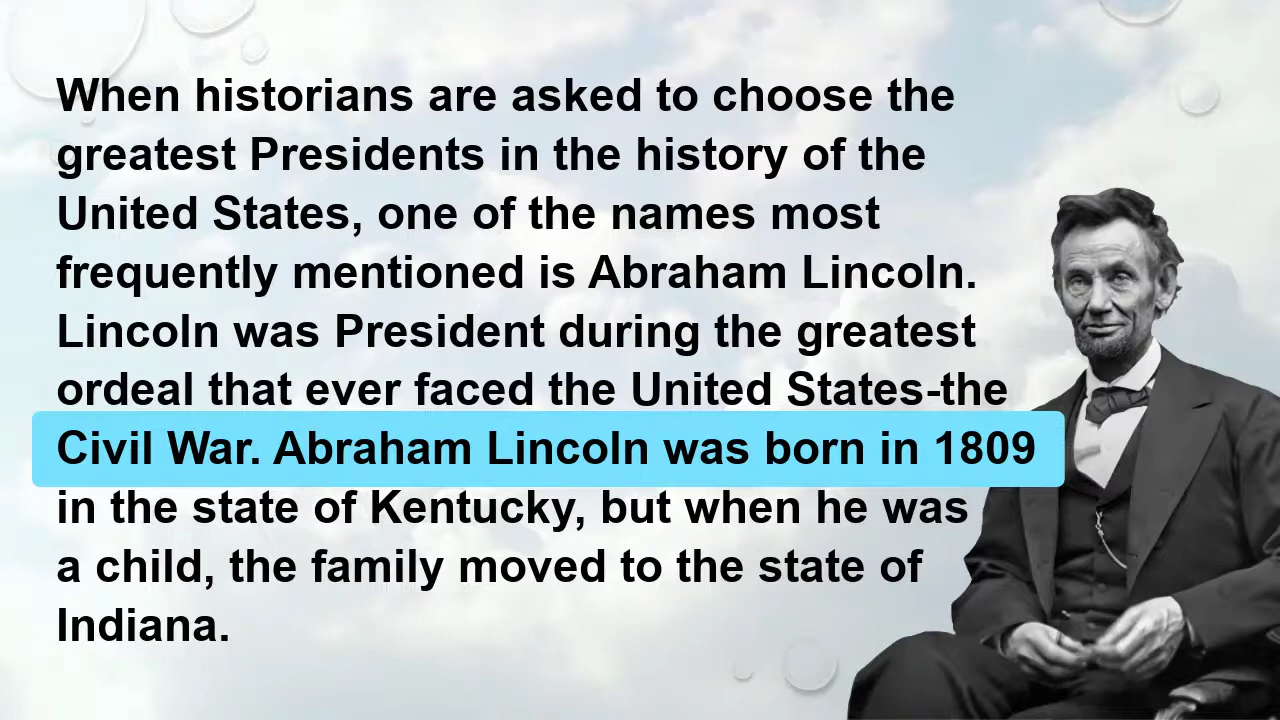 When historians are asked to choose the
greatest Presidents in the history of the
United States, one of the names most
frequently mentioned is Abraham Lincoln.
Lincoln was President during the greatest
ordeal that ever faced the United States-the
Civil War. Abraham Lincoln was born in 1809
in the state of Kentucky, but when he was
a child, the family moved to the state of
Indiana.